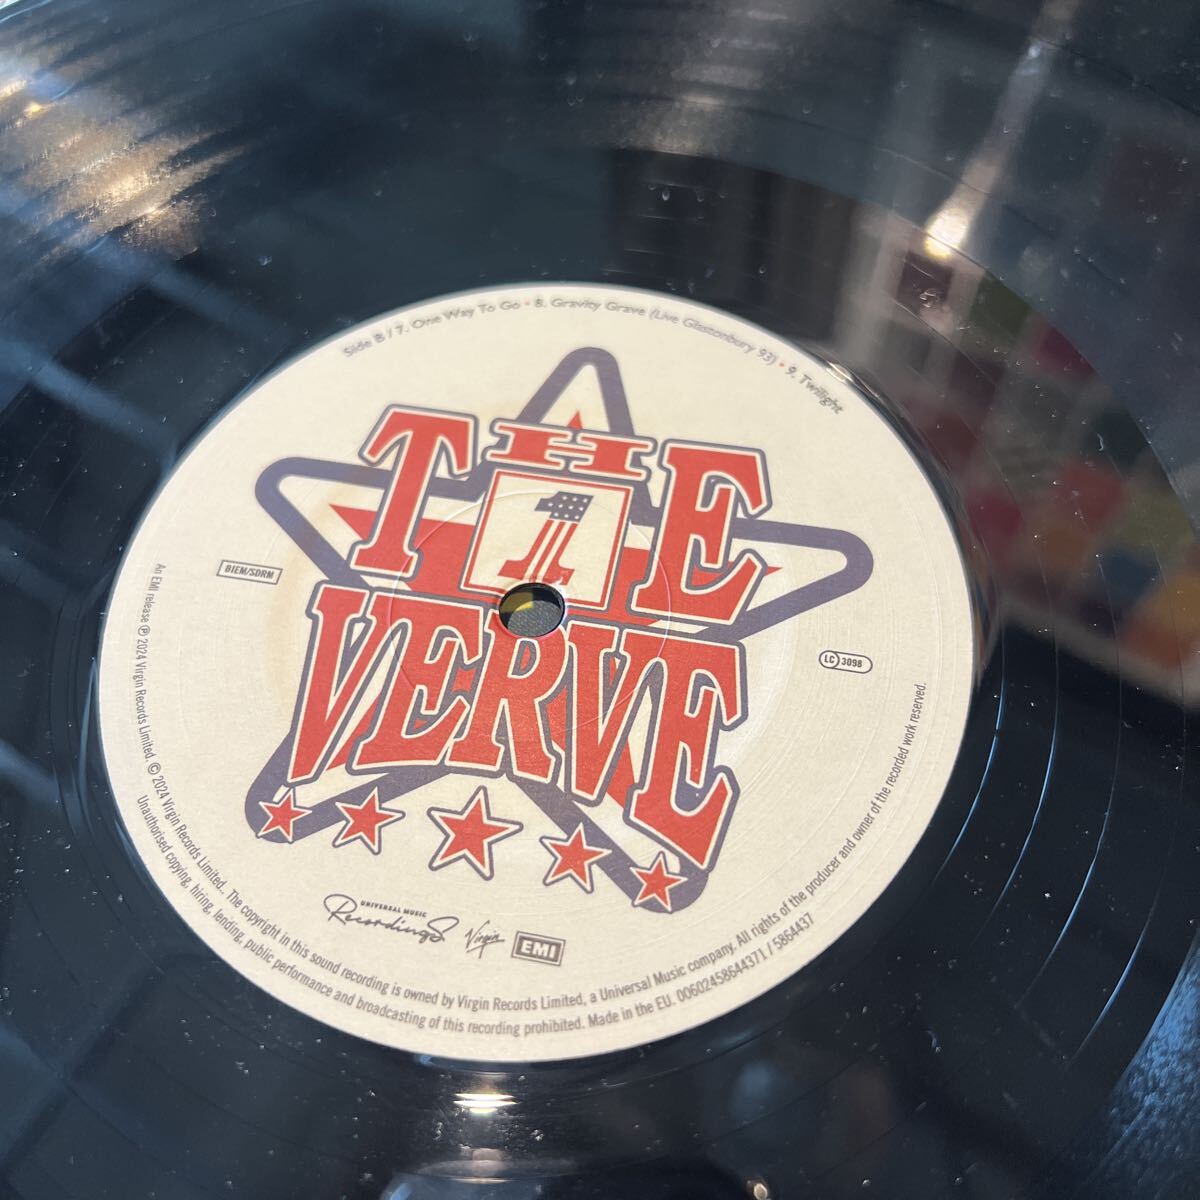 Side B / 7. One Way To Go • 8. Gravity Grave (Live Glastonbury 93) • 9. Twilight
THE
1
VERVE
BIEM/SDRM
LC 3098
UNIVERSAL MUSIC
Recordings
Virgin
EMI
An EMI release ℗ 2024 Virgin Records Limited. © 2024 Virgin Records Limited.. The copyright in this sound recording is owned by Virgin Records Limited, a Universal Music company. All rights of the producer and owner of the recorded work reserved.
Unauthorised copying, hiring, lending, public performance and broadcasting of this recording prohibited. Made in the EU. 00602458644371 / 5864437